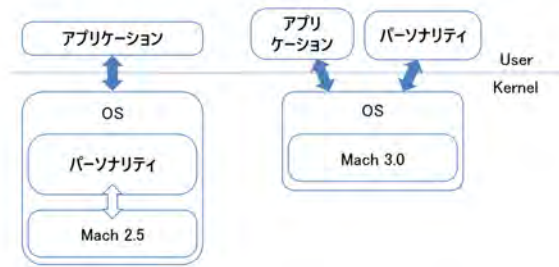 アプリケーション
OS
パーソナリティ
Mach 2.5
アプリ
ケーション
パーソナリティ
User
Kernel
OS
Mach 3.0